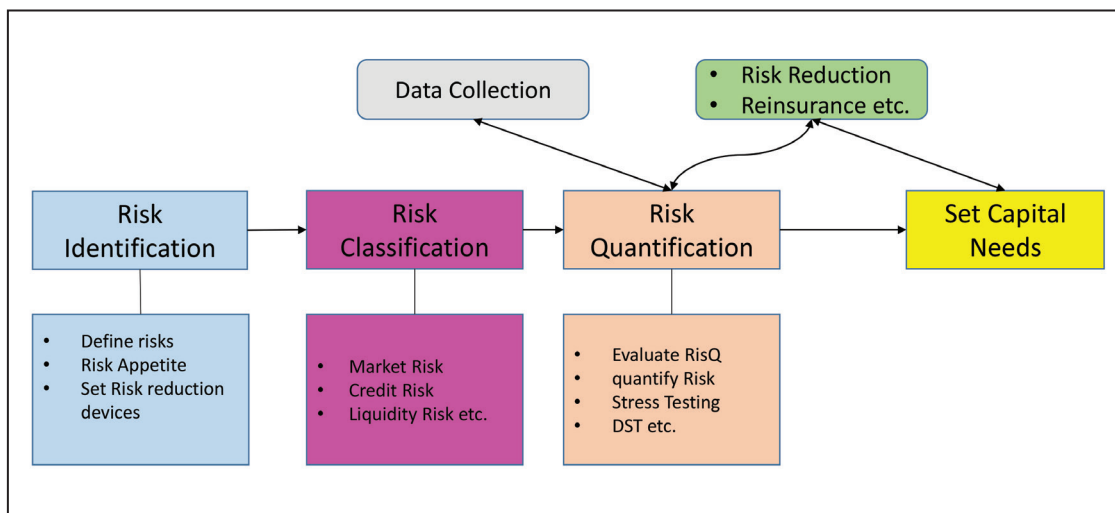 Data Collection
• Risk Reduction
• Reinsurance etc.
Risk
Identification
Risk
Classification
Risk
Quantification
Set Capital
Needs
• Define risks
• Risk Appetite
• Set Risk reduction
devices
• Market Risk
• Credit Risk
• Liquidity Risk etc.
• Evaluate RisQ
• quantify Risk
• Stress Testing
• DST etc.